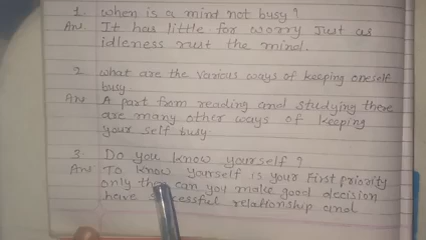 1. when is a mind not busy?
Ans. It has little for worry Just as
idleness rust the mind.
2 what are the various ways of keeping oneself
busy
Ans A part from reading and studying there
are many other ways of keeping
your self busy
3 Do you know yourself?
Ans To know yourself is your First priority
only then can you make good decision
have successful relationship and